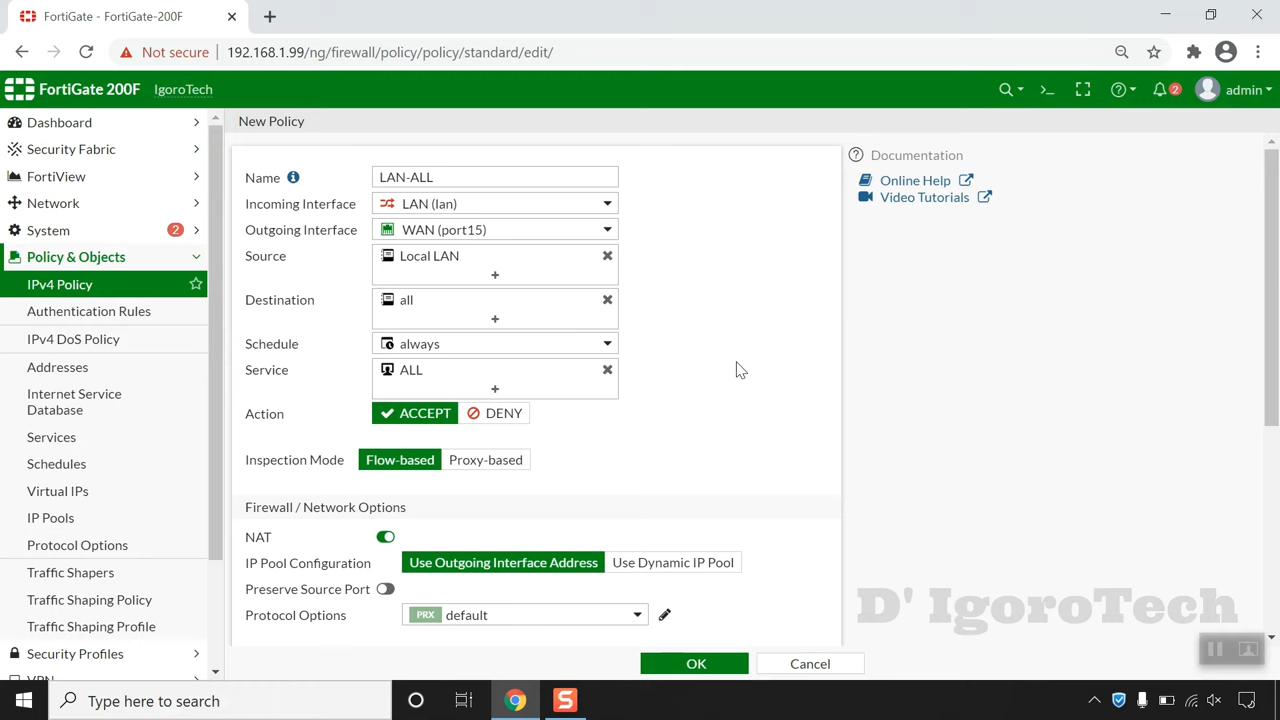 FortiGate - FortiGate-200F
Not secure 192.168.1.99/ng/firewall/policy/policy/standard/edit/
FortiGate 200F IgoroTech
2 admin
Dashboard
Security Fabric
FortiView
Network
System 2
Policy & Objects
IPv4 Policy
Authentication Rules
IPv4 DoS Policy
Addresses
Internet Service
Database
Services
Schedules
Virtual IPs
IP Pools
Protocol Options
Traffic Shapers
Traffic Shaping Policy
Traffic Shaping Profile
Security Profiles
VPN
New Policy
Name LAN-ALL
Incoming Interface LAN (lan)
Outgoing Interface WAN (port15)
Source Local LAN
+
Destination all
+
Schedule always
Service ALL
+
Action ACCEPT DENY
Inspection Mode Flow-based Proxy-based
Firewall / Network Options
NAT
IP Pool Configuration Use Outgoing Interface Address Use Dynamic IP Pool
Preserve Source Port
Protocol Options PRX default
OK Cancel
Documentation
Online Help
Video Tutorials
D' IgoroTech
Type here to search